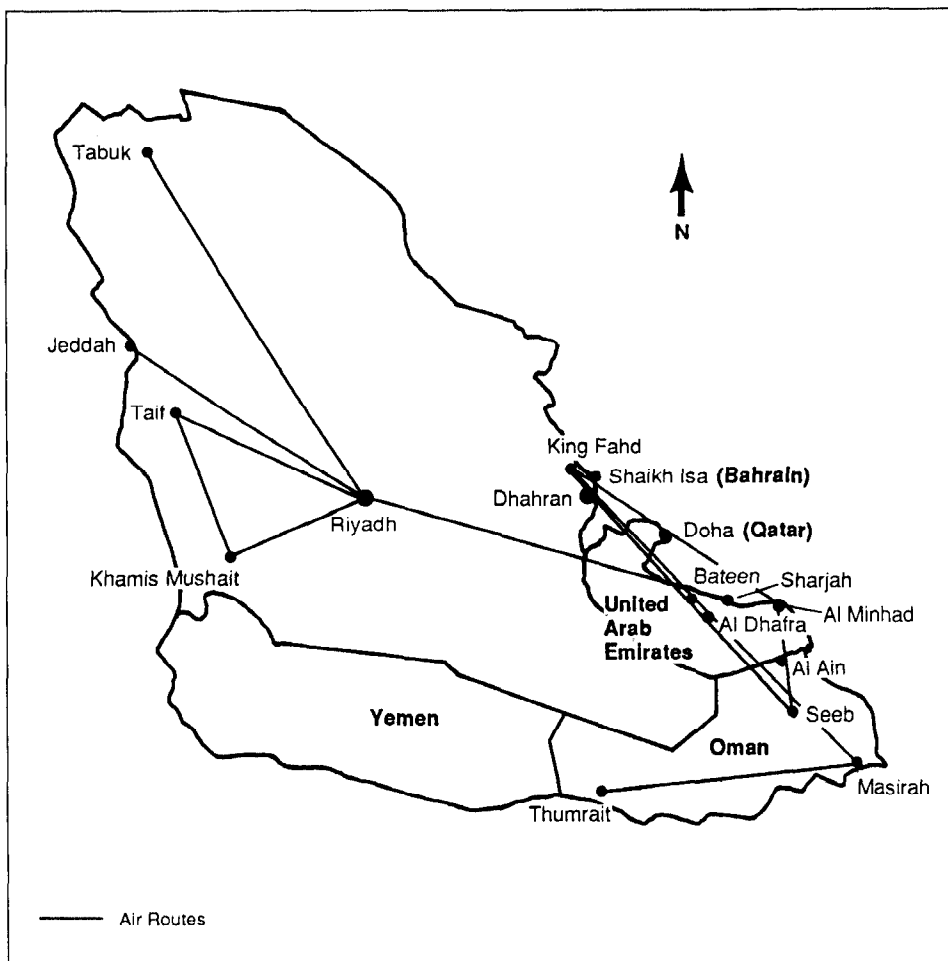 Tabuk
N
Jeddah
Taif
King Fahd
Shaikh Isa (Bahrain)
Dhahran
Riyadh
Doha (Qatar)
Khamis Mushait
Bateen
Sharjah
United
Arab
Emirates
Al Dhafra
Al Minhad
Al Ain
Yemen
Seeb
Oman
Masirah
Thumrait
Air Routes